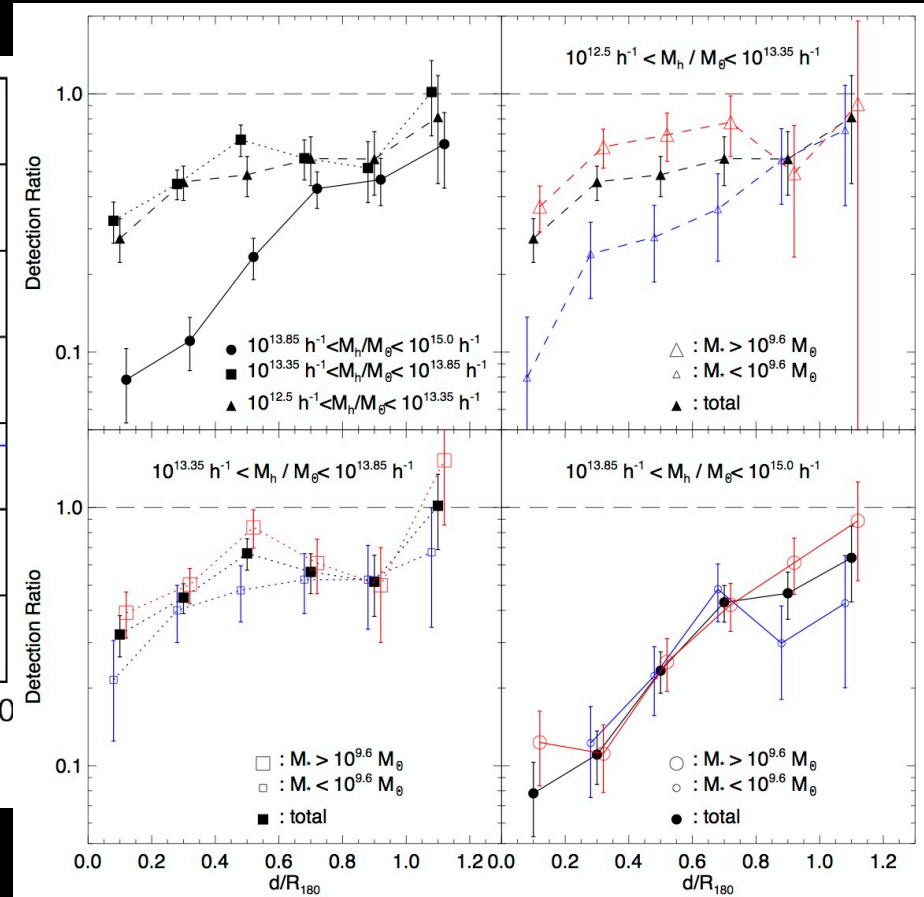 Detection Ratio
1.0
0.1
● 10^13.85 h^-1<M_h/M_⊙< 10^15.0 h^-1
■ 10^13.35 h^-1<M_h/M_⊙< 10^13.85 h^-1
▲ 10^12.5 h^-1<M_h/M_⊙< 10^13.35 h^-1
10^12.5 h^-1 < M_h / M_⊙< 10^13.35 h^-1
△ : M_* > 10^9.6 M_⊙
△ : M_* < 10^9.6 M_⊙
▲ : total
Detection Ratio
1.0
0.1
10^13.35 h^-1 < M_h / M_⊙< 10^13.85 h^-1
□ : M_* > 10^9.6 M_⊙
□ : M_* < 10^9.6 M_⊙
■ : total
10^13.85 h^-1 < M_h / M_⊙< 10^15.0 h^-1
○ : M_* > 10^9.6 M_⊙
○ : M_* < 10^9.6 M_⊙
● : total
0.0 0.2 0.4 0.6 0.8 1.0 1.2 0.0 0.2 0.4 0.6 0.8 1.0 1.2
d/R_180 d/R_180